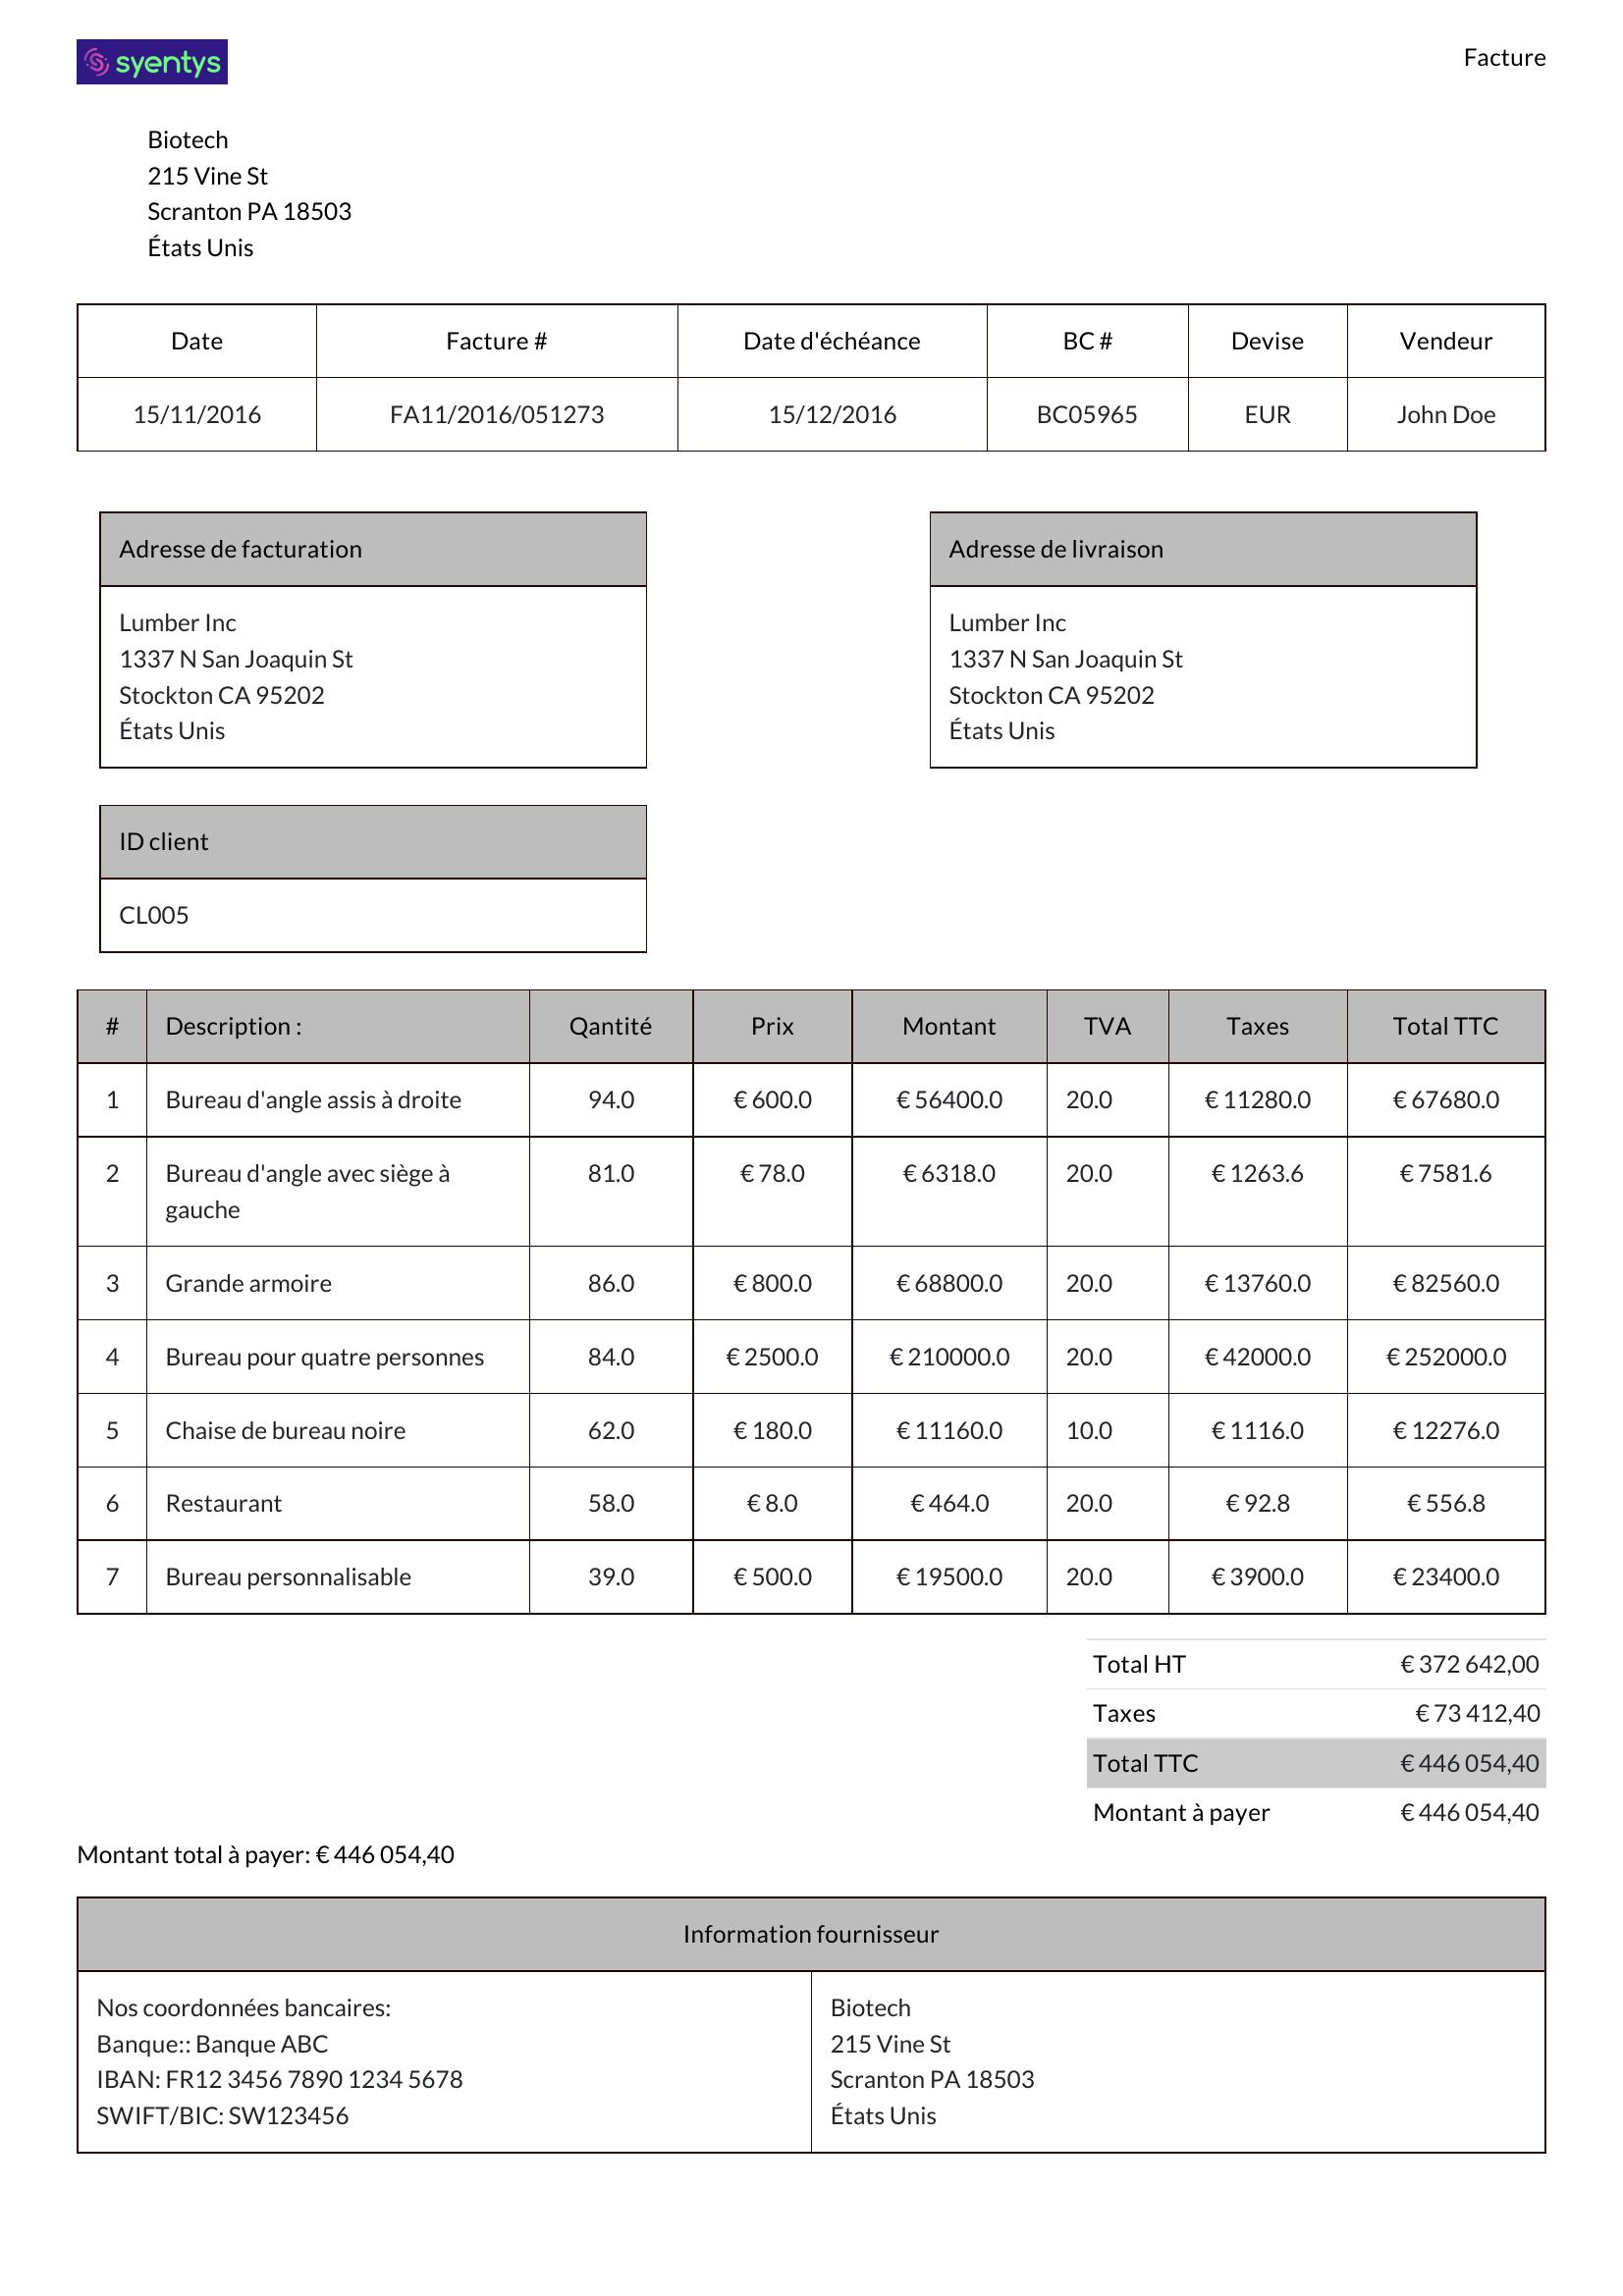 syentys
Facture
Biotech
215 Vine St
Scranton PA 18503
États Unis
Date Facture # Date d'échéance BC # Devise Vendeur
15/11/2016 FA11/2016/051273 15/12/2016 BC05965 EUR John Doe
Adresse de facturation
Lumber Inc
1337 N San Joaquin St
Stockton CA 95202
États Unis
Adresse de livraison
Lumber Inc
1337 N San Joaquin St
Stockton CA 95202
États Unis
ID client
CL005
# Description : Qantité Prix Montant TVA Taxes Total TTC
1 Bureau d'angle assis à droite 94.0 € 600.0 € 56400.0 20.0 € 11280.0 € 67680.0
2 Bureau d'angle avec siège à 81.0 € 78.0 € 6318.0 20.0 € 1263.6 € 7581.6
gauche
3 Grande armoire 86.0 € 800.0 € 68800.0 20.0 € 13760.0 € 82560.0
4 Bureau pour quatre personnes 84.0 € 2500.0 € 210000.0 20.0 € 42000.0 € 252000.0
5 Chaise de bureau noire 62.0 € 180.0 € 11160.0 10.0 € 1116.0 € 12276.0
6 Restaurant 58.0 € 8.0 € 464.0 20.0 € 92.8 € 556.8
7 Bureau personnalisable 39.0 € 500.0 € 19500.0 20.0 € 3900.0 € 23400.0
Total HT € 372 642,00
Taxes € 73 412,40
Total TTC € 446 054,40
Montant à payer € 446 054,40
Montant total à payer: € 446 054,40
Information fournisseur
Nos coordonnées bancaires:
Banque:: Banque ABC
IBAN: FR12 3456 7890 1234 5678
SWIFT/BIC: SW123456
Biotech
215 Vine St
Scranton PA 18503
États Unis